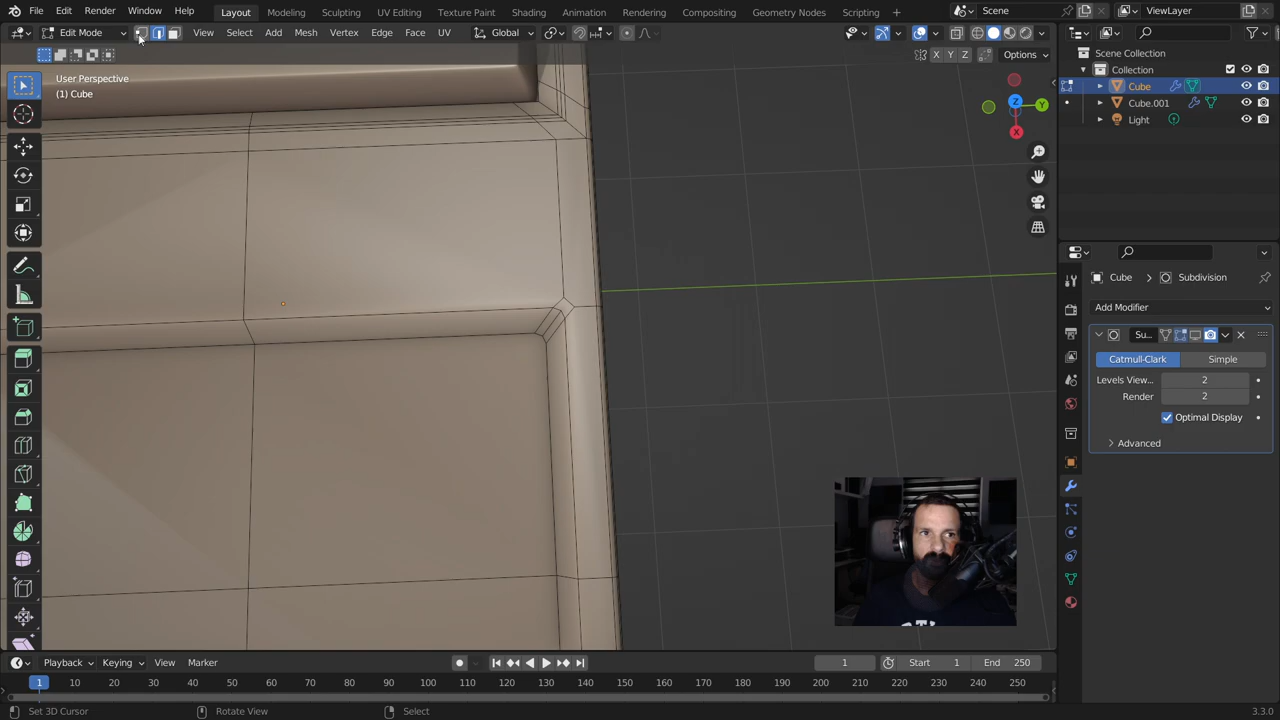 File Edit Render Window Help Layout Modeling Sculpting UV Editing Texture Paint Shading Animation Rendering Compositing Geometry Nodes Scripting Scene ViewLayer
Edit Mode View Select Add Mesh Vertex Edge Face UV Global
X Y Z Options
User Perspective
(1) Cube
Z
Y
X
Scene Collection
Collection
Cube
Cube.001
Light
Cube > Subdivision
Add Modifier
Su...
Catmull-Clark Simple
Levels View... 2
Render 2
Optimal Display
Advanced
Playback Keying View Marker 1 Start 1 End 250
1 10 20 30 40 50 60 70 80 90 100 110 120 130 140 150 160 170 180 190 200 210 220 230 240 250
Set 3D Cursor Rotate View Select 3.3.0